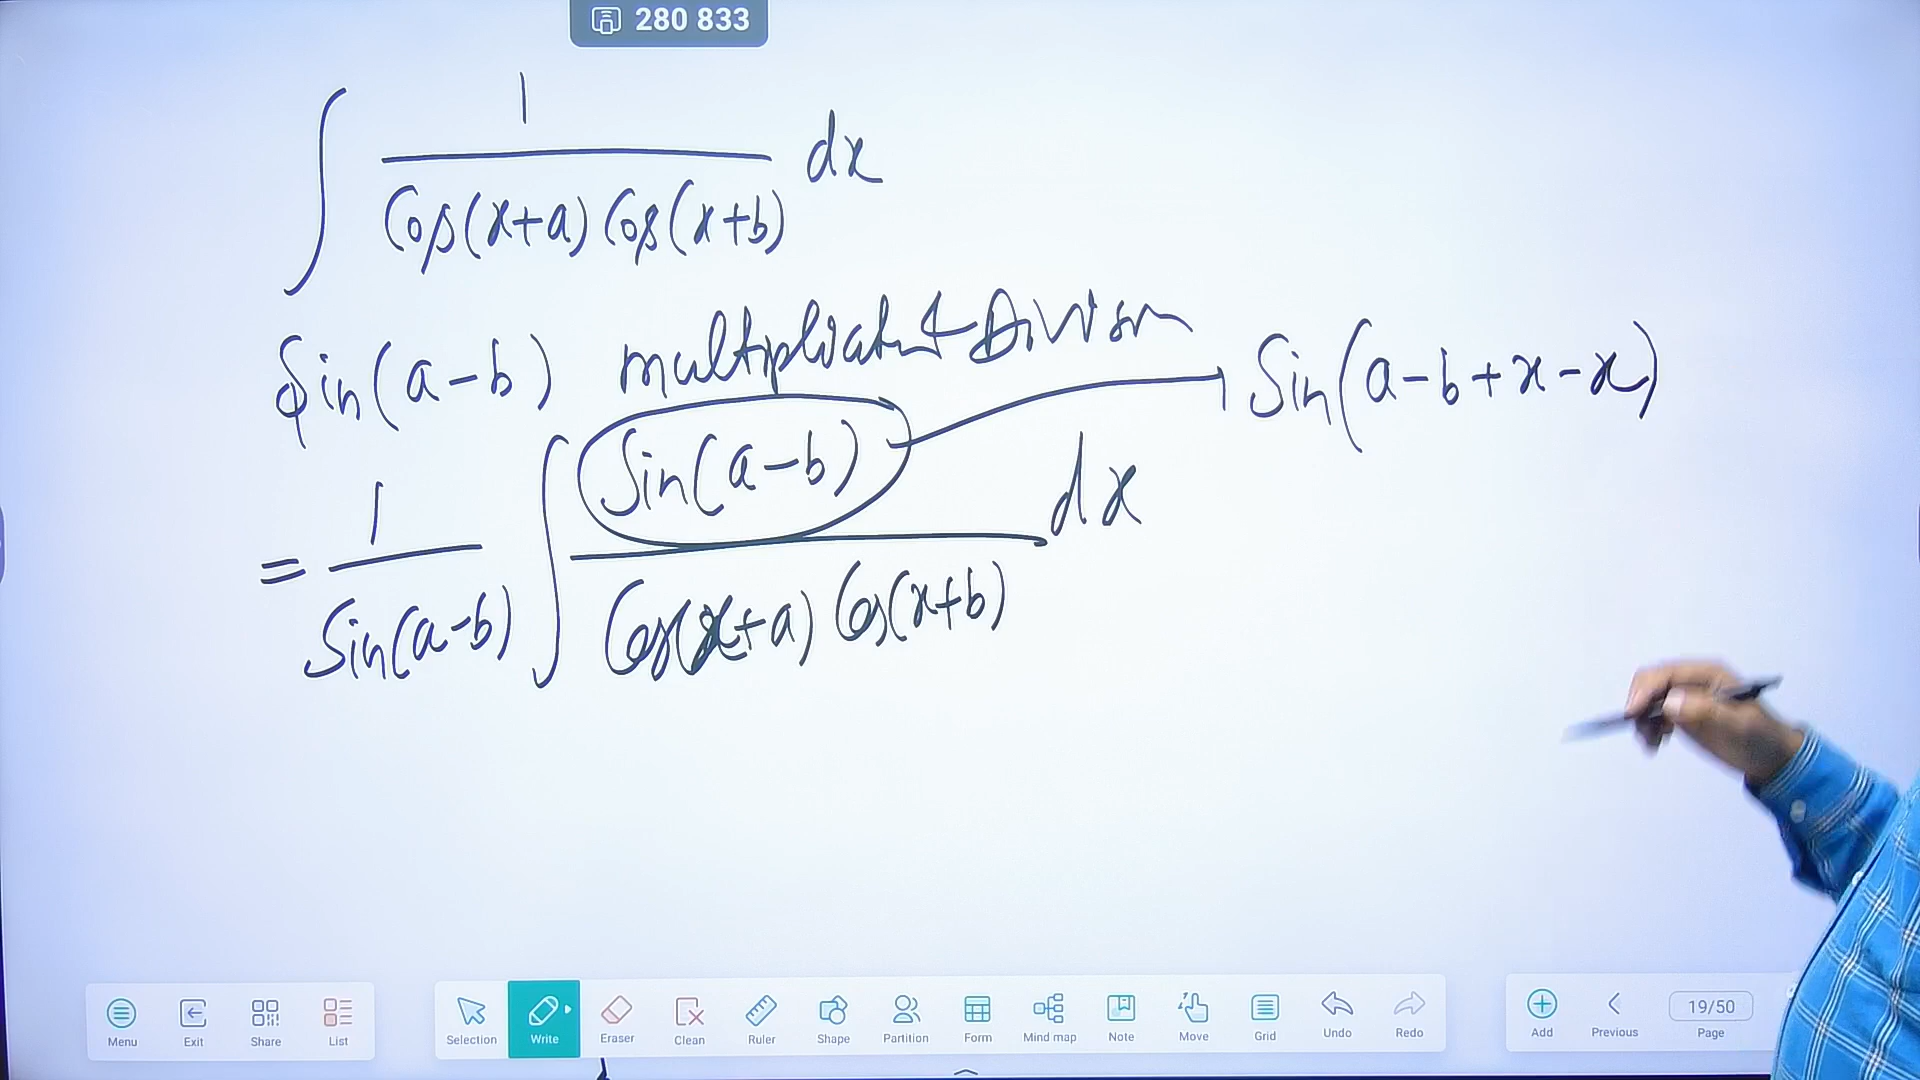 280 833
∫ 1 / Cos(x+a) Cos(x+b) dx
Sin(a-b) multiplicat & Division
Sin(a-b+x-x)
= 1 / Sin(a-b) ∫ Sin(a-b) / Cos(x+a) Cos(x+b) dx
Menu Exit Share List Selection Write Eraser Clean Ruler Shape Partition Form Mind map Note Move Grid Undo Redo Add Previous 19/50 Page